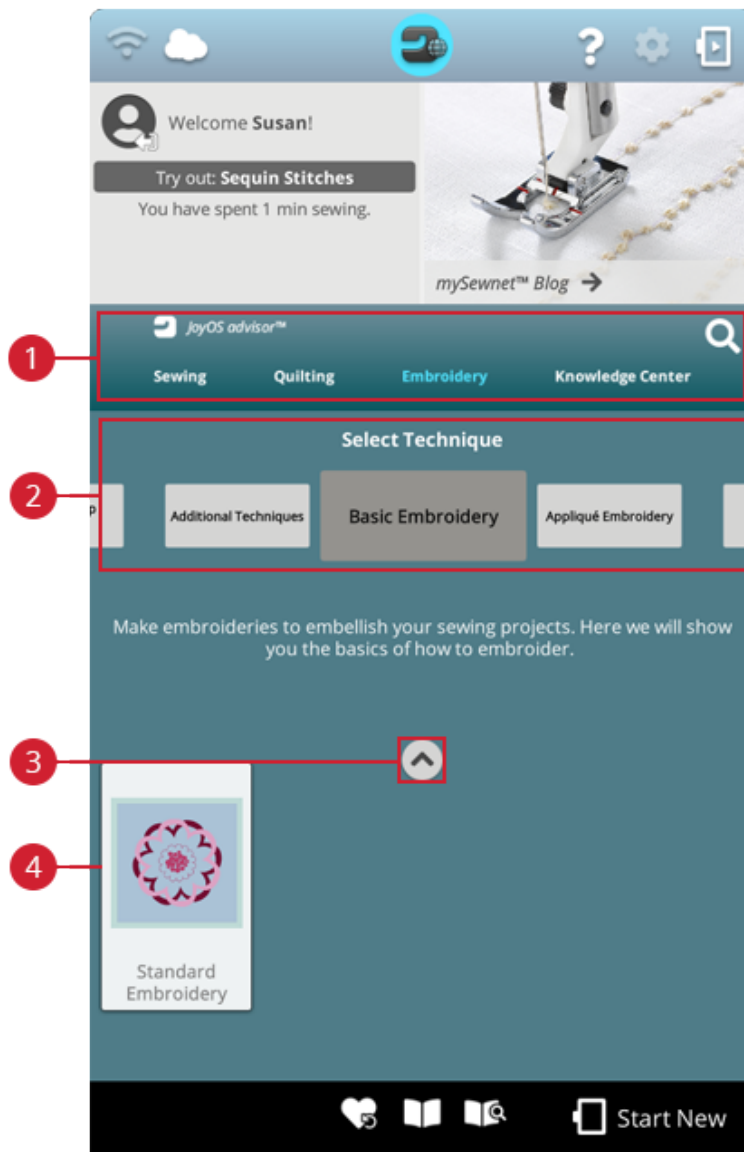 Welcome Susan!
Try out: Sequin Stitches
You have spent 1 min sewing.
mySewnet™ Blog
1
JoyOS advisor™
Sewing Quilting Embroidery Knowledge Center
2
Select Technique
p
Additional Techniques Basic Embroidery Appliqué Embroidery
Make embroideries to embellish your sewing projects. Here we will show
you the basics of how to embroider.
3
4
Standard
Embroidery
Start New